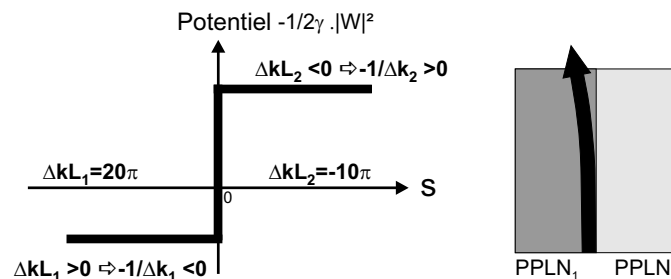 Potentiel -1/2γ .|W|²
ΔkL₂ <0 ⇨-1/Δk₂ >0
ΔkL₁=20π
ΔkL₂=-10π
0
S
ΔkL₁ >0 ⇨-1/Δk₁ <0
PPLN₁
PPLN